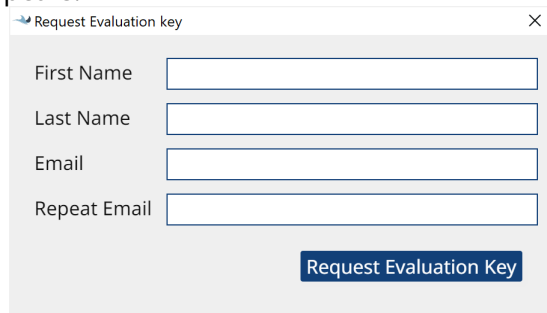 Request Evaluation key
First Name
Last Name
Email
Repeat Email
Request Evaluation Key